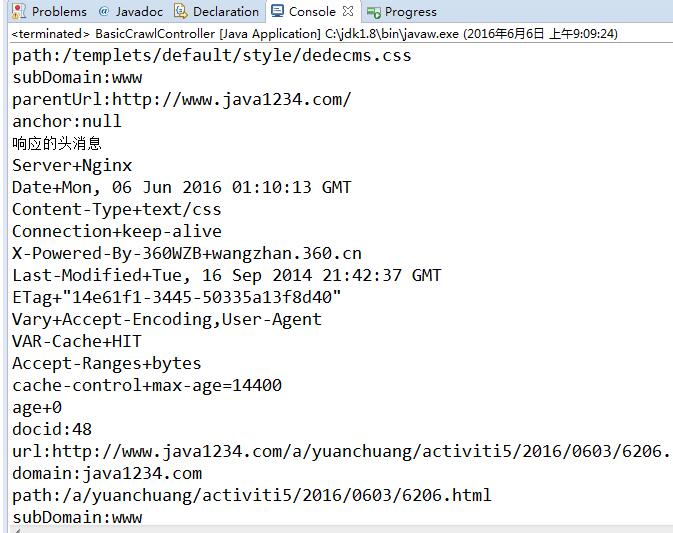 Problems @ Javadoc Declaration Console Progress
<terminated> BasicCrawlController [Java Application] C:\jdk1.8\bin\javaw.exe (2016年6月6日 上午9:09:24)
path:/templets/default/style/dedecms.css
subDomain:www
parentUrl:http://www.java1234.com/
anchor:null
响应的头消息
Server+Nginx
Date+Mon, 06 Jun 2016 01:10:13 GMT
Content-Type+text/css
Connection+keep-alive
X-Powered-By-360WZB+wangzhan.360.cn
Last-Modified+Tue, 16 Sep 2014 21:42:37 GMT
ETag+"14e61f1-3445-50335a13f8d40"
Vary+Accept-Encoding,User-Agent
VAR-Cache+HIT
Accept-Ranges+bytes
cache-control+max-age=14400
age+0
docid:48
url:http://www.java1234.com/a/yuanchuang/activiti5/2016/0603/6206.
domain:java1234.com
path:/a/yuanchuang/activiti5/2016/0603/6206.html
subDomain:www